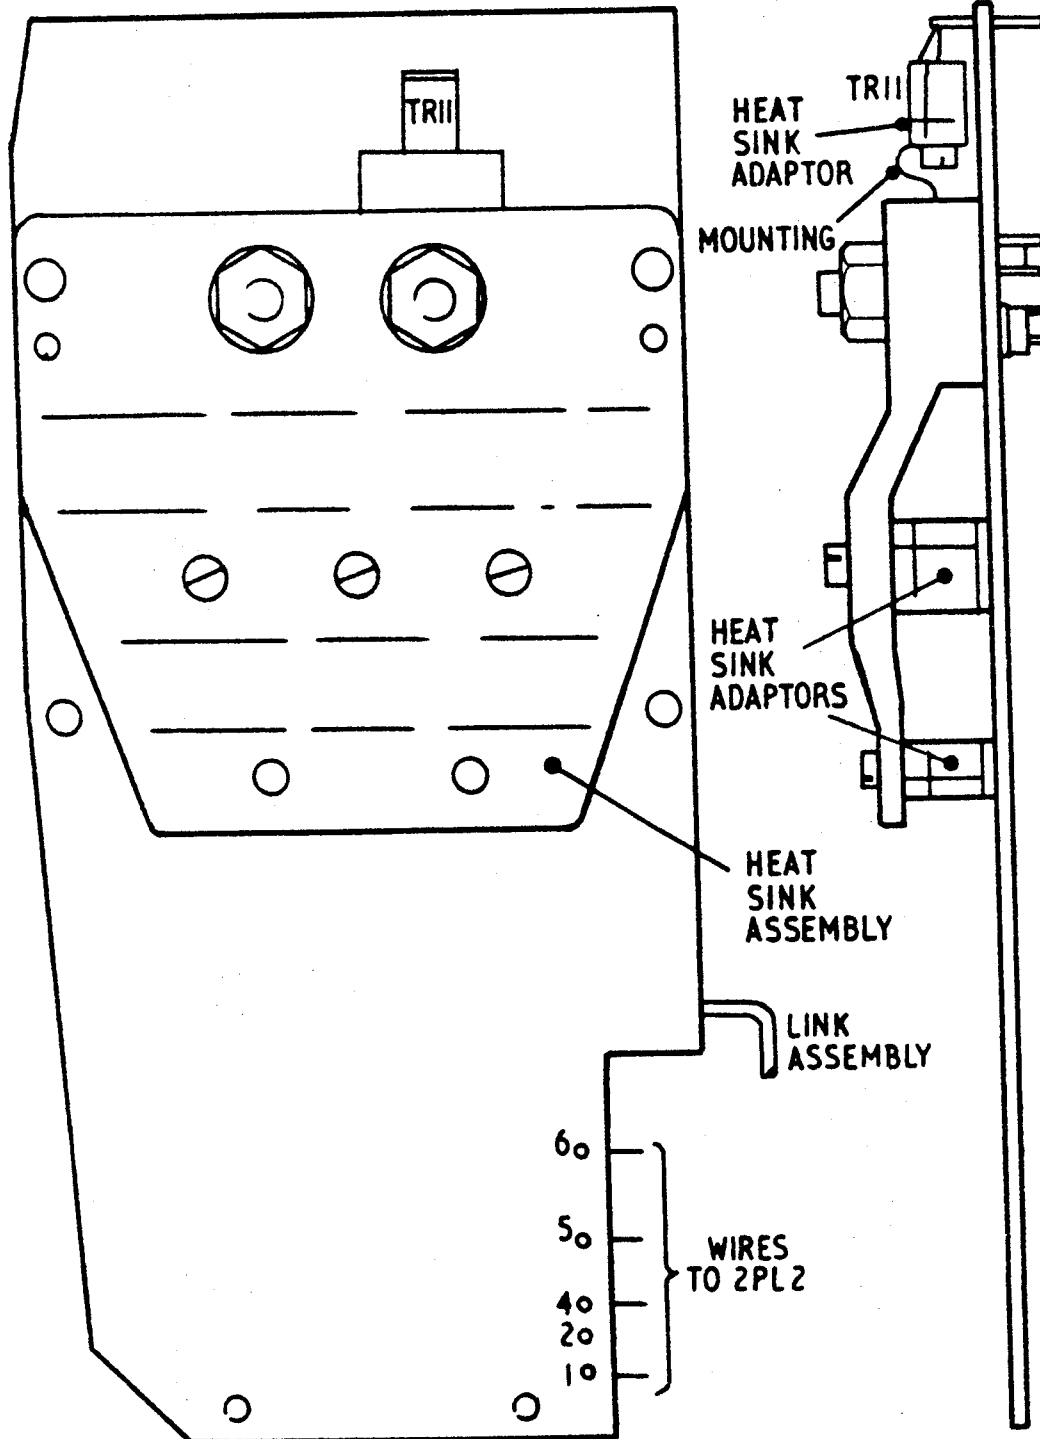 TR11
TR11
HEAT
SINK
ADAPTOR
MOUNTING
HEAT
SINK
ADAPTORS
HEAT
SINK
ASSEMBLY
LINK
ASSEMBLY
6
5
4
2
1
WIRES
TO 2PL2